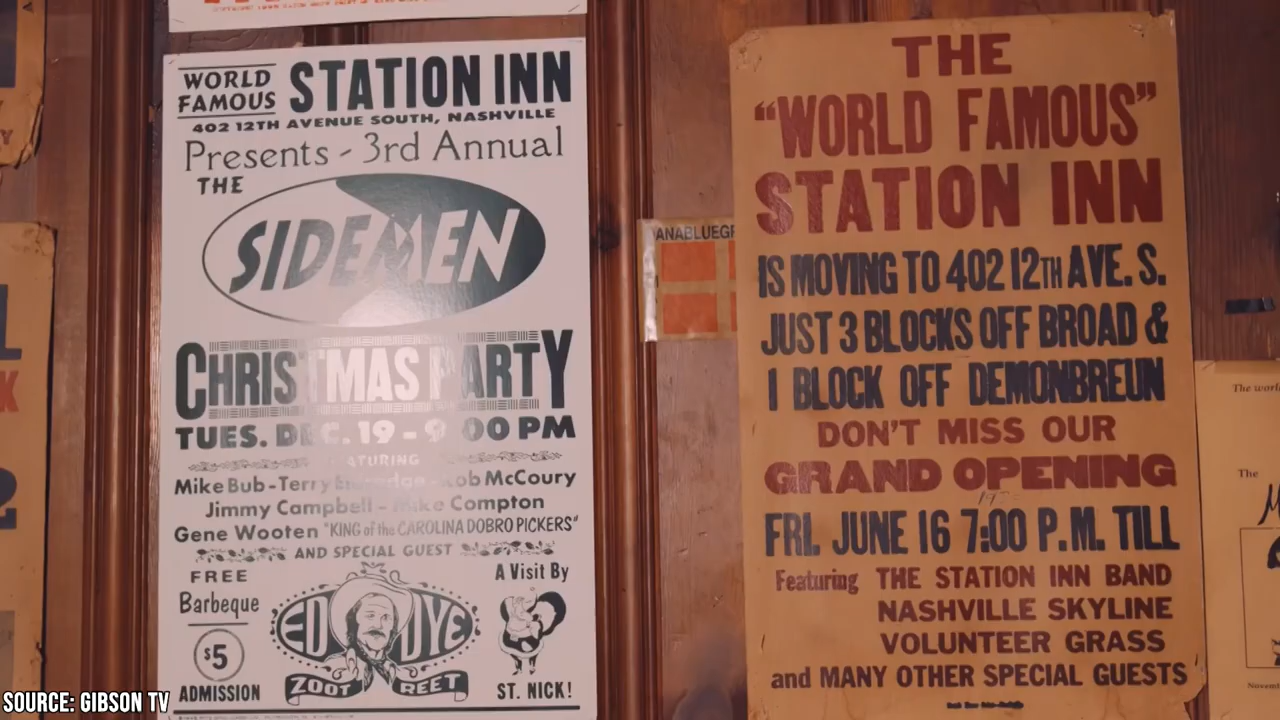 WORLD FAMOUS STATION INN
402 12TH AVENUE SOUTH, NASHVILLE
Presents - 3rd Annual
THE
SIDEMEN
CHRISTMAS PARTY
TUES. DEC. 19 - 9:00 PM
Mike Bub - Terry - Rob McCoury
Jimmy Campbell - Mike Compton
Gene Wooten "KING of the CAROLINA DOBRO PICKERS"
AND SPECIAL GUEST
FREE
Barbeque
$5
ADMISSION
ED DYE
ZOOT REET
A Visit By
ST. NICK!
ANABLUEGR
THE
"WORLD FAMOUS"
STATION INN
IS MOVING TO 402 12TH AVE. S.
JUST 3 BLOCKS OFF BROAD &
1 BLOCK OFF DEMONBREUN
DON'T MISS OUR
GRAND OPENING
FRI. JUNE 16 7:00 P.M. TILL
Featuring THE STATION INN BAND
NASHVILLE SKYLINE
VOLUNTEER GRASS
and MANY OTHER SPECIAL GUESTS
The
SOURCE: GIBSON TV